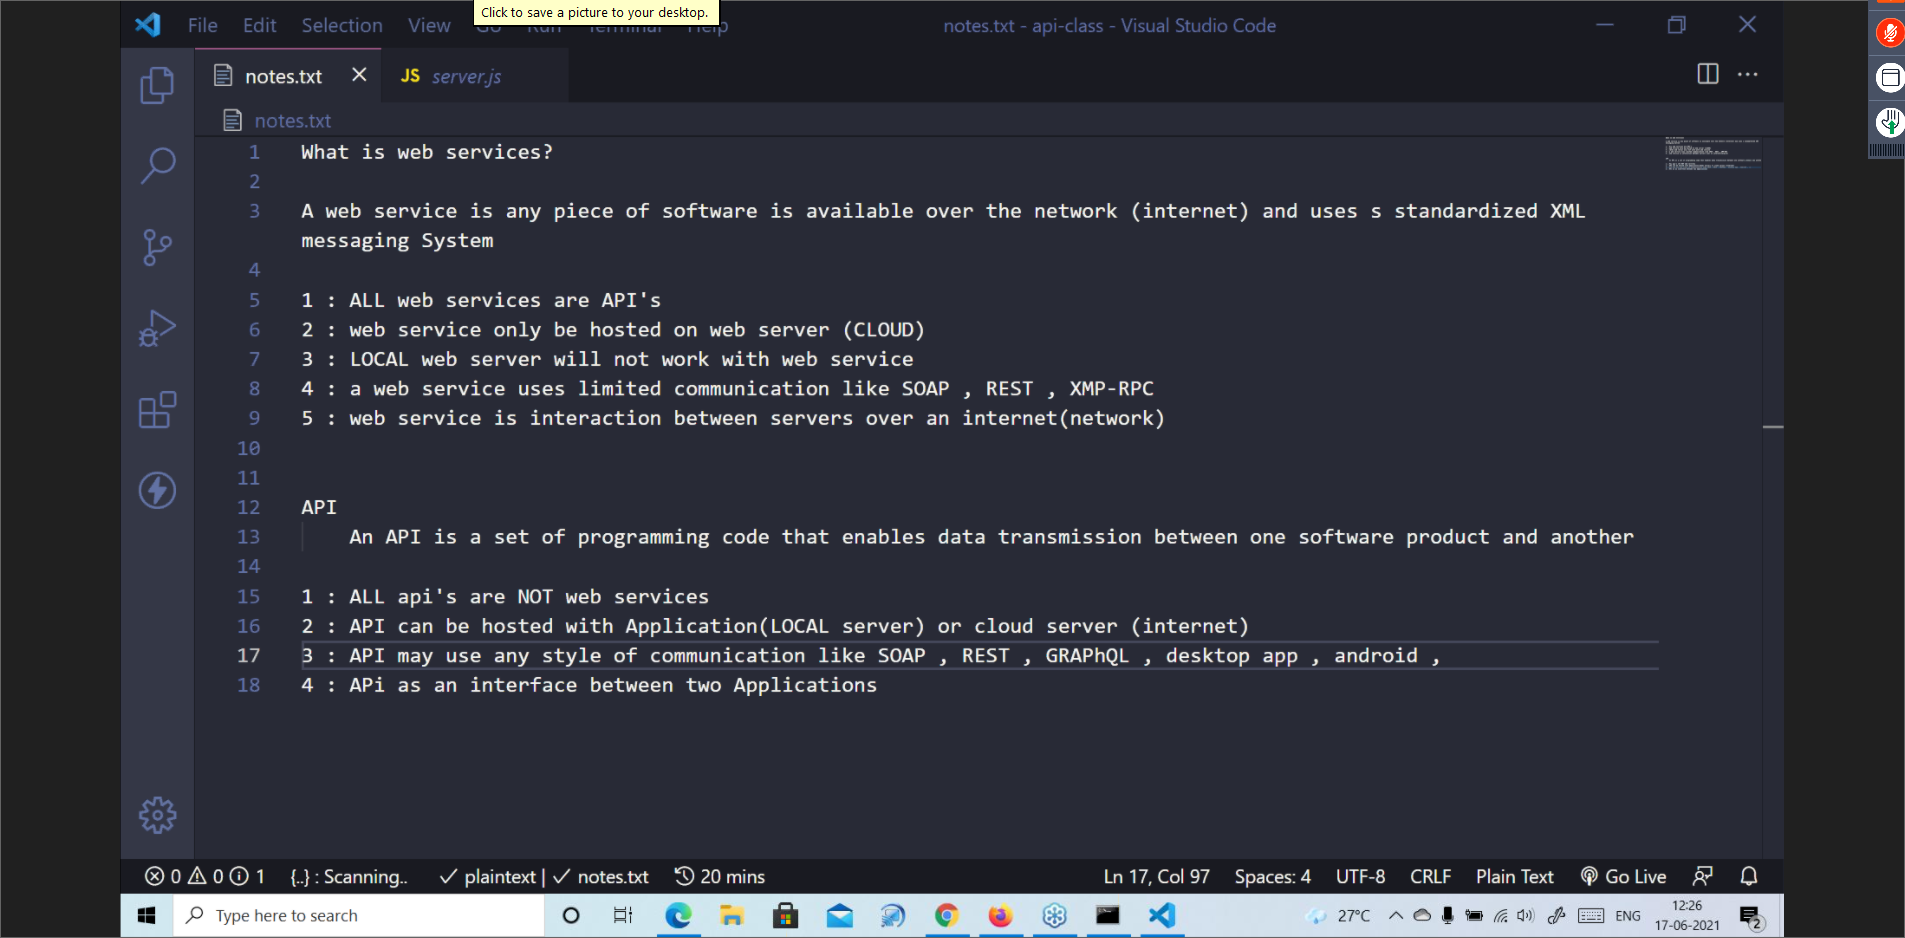 Click to save a picture to your desktop.
File Edit Selection View Go Run Terminal Help
notes.txt - api-class - Visual Studio Code
notes.txt
JS server.js
notes.txt
1 What is web services?
2
3 A web service is any piece of software is available over the network (internet) and uses s standardized XML
messaging System
4
5 1 : ALL web services are API's
6 2 : web service only be hosted on web server (CLOUD)
7 3 : LOCAL web server will not work with web service
8 4 : a web service uses limited communication like SOAP , REST , XMP-RPC
9 5 : web service is interaction between servers over an internet(network)
10
11
12 API
13 An API is a set of programming code that enables data transmission between one software product and another
14
15 1 : ALL api's are NOT web services
16 2 : API can be hosted with Application(LOCAL server) or cloud server (internet)
17 3 : API may use any style of communication like SOAP , REST , GRAPhQL , desktop app , android ,
18 4 : APi as an interface between two Applications
0 0 1 {..} : Scanning.. ✓ plaintext | ✓ notes.txt 20 mins Ln 17, Col 97 Spaces: 4 UTF-8 CRLF Plain Text Go Live
Type here to search
27°C ENG
12:26
17-06-2021
2